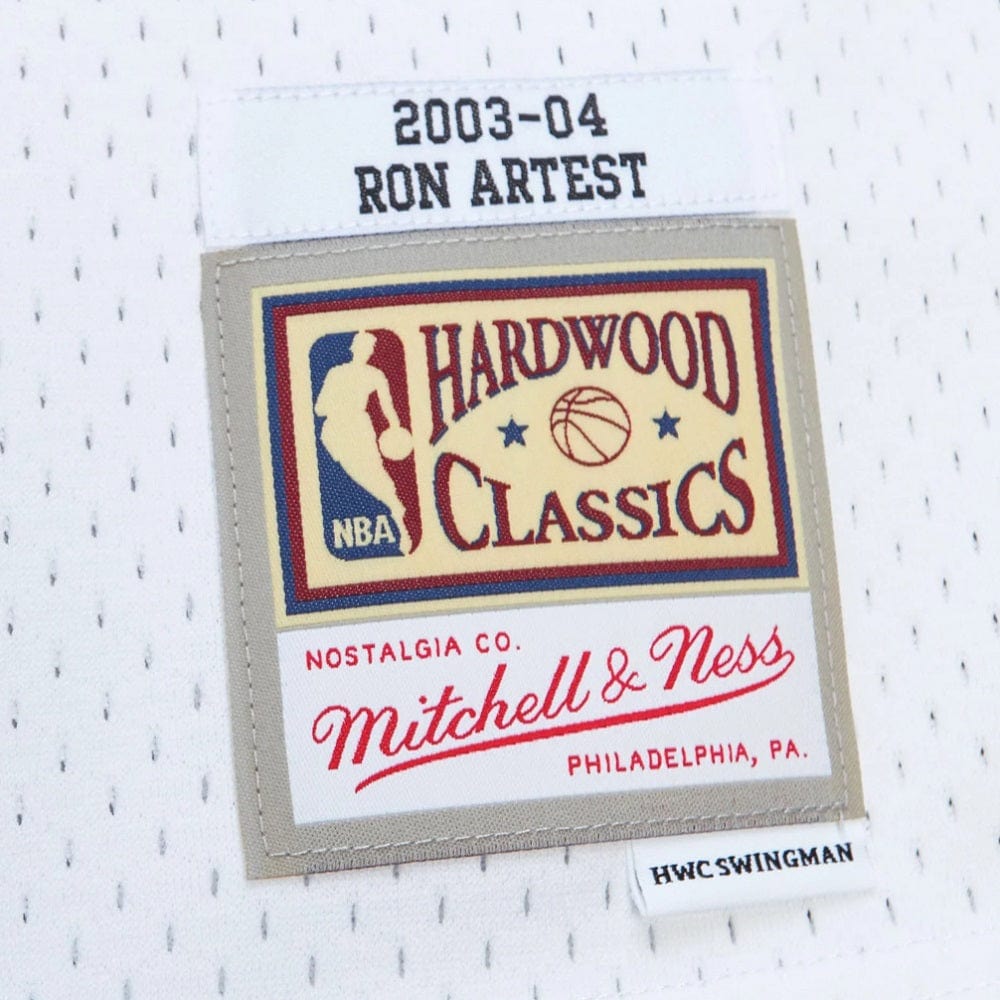 2003-04
RON ARTEST
HARDWOOD
CLASSICS
NBA
NOSTALGIA CO.
Mitchell & Ness
PHILADELPHIA, PA.
HWC SWINGMAN